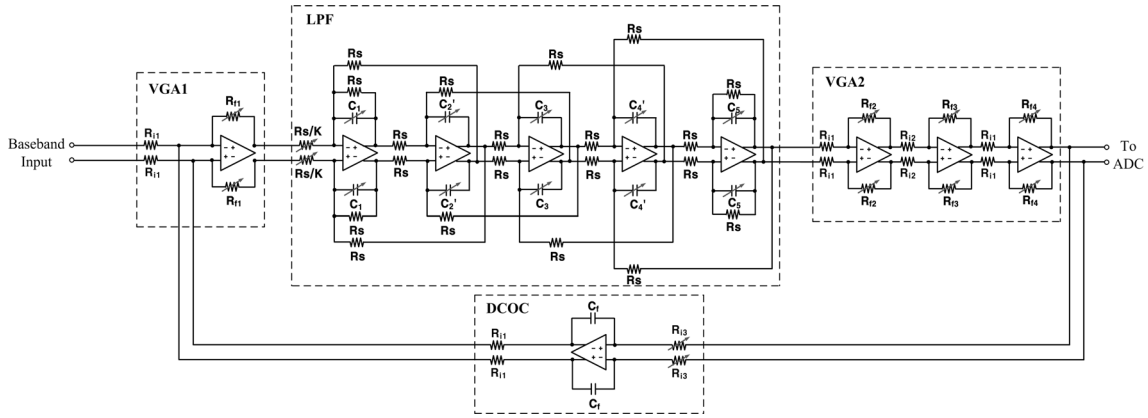 LPF
Rs
Rs
Rs
Rs
VGA1
VGA2
Rs
Rs
Rs
Rf1
C1
C2'
C3
C4'
C5
Rf2
Rf3
Rf4
Baseband
Input
Ri1
Ri1
Rs/K
Rs/K
Rs
Rs
Rs
Rs
Rs
Rs
Rs
Rs
Ri1
Ri1
Ri2
Ri2
Ri1
Ri1
To
ADC
Rf1
C1
C2'
C3
C4'
C5
Rf2
Rf3
Rf4
Rs
Rs
Rs
Rs
Rs
Rs
DCOC
Cf
Ri1
Ri1
Ri3
Ri3
Cf